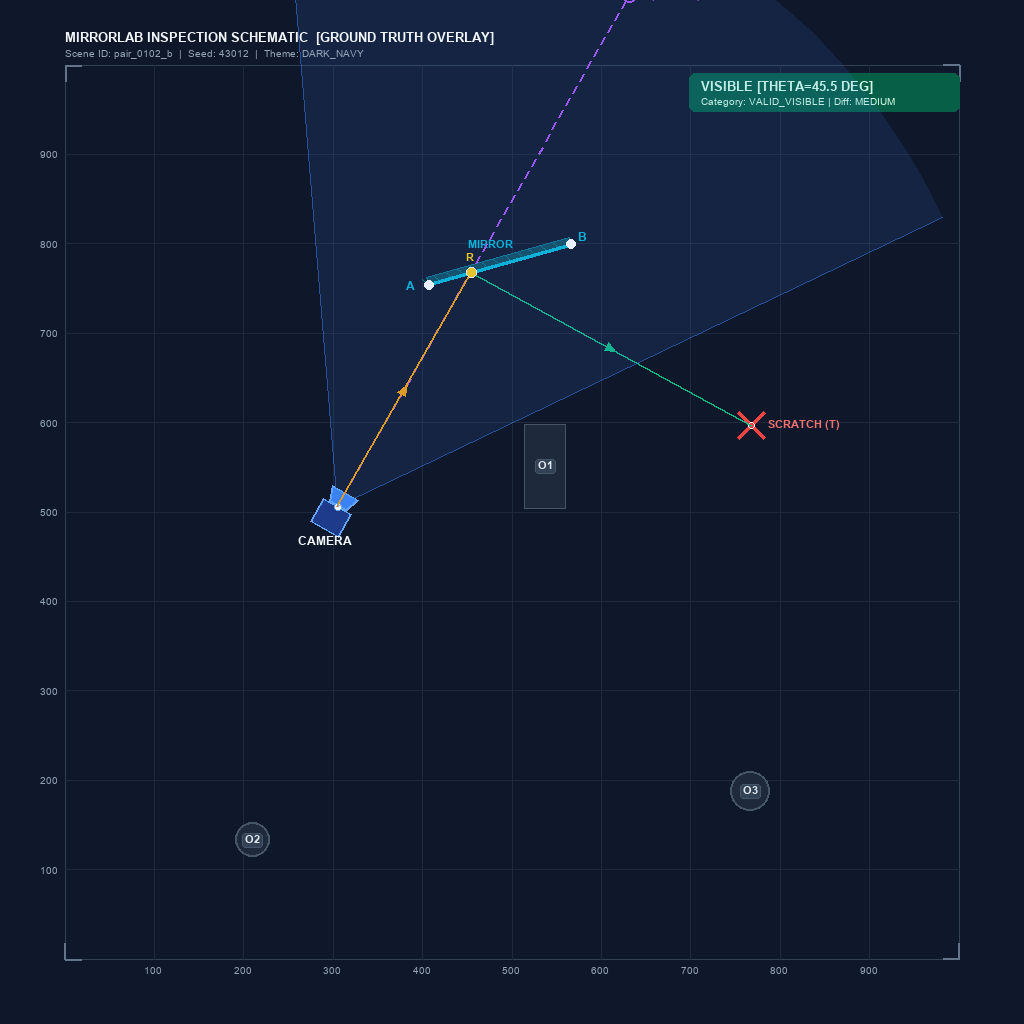 MIRRORLAB INSPECTION SCHEMATIC  [GROUND TRUTH OVERLAY]
Scene ID: pair_0102_b  |  Seed: 43012  |  Theme: DARK_NAVY
VISIBLE [THETA=45.5 DEG]
Category: VALID_VISIBLE | Diff: MEDIUM
900
800
700
600
500
400
300
200
100
MIRROR
B
R
A
SCRATCH (T)
O1
CAMERA
O3
O2
100
200
300
400
500
600
700
800
900